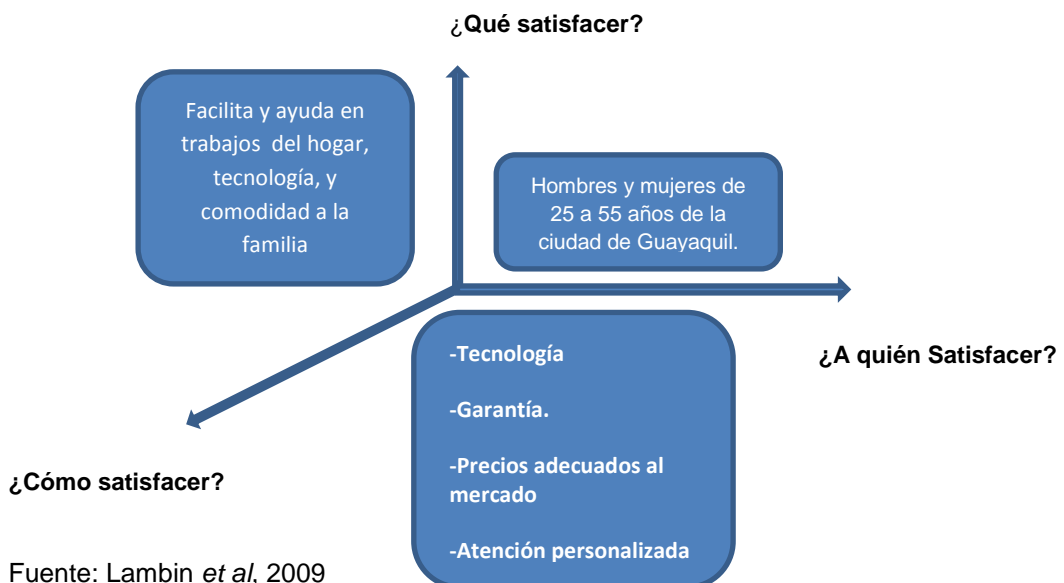 ¿Qué satisfacer?
Facilita y ayuda en
trabajos del hogar,
tecnología, y
comodidad a la
familia
Hombres y mujeres de
25 a 55 años de la
ciudad de Guayaquil.
¿A quién Satisfacer?
-Tecnología
-Garantía.
-Precios adecuados al
mercado
-Atención personalizada
¿Cómo satisfacer?
Fuente: Lambin et al, 2009